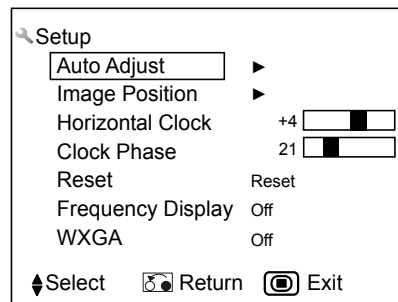 Setup
Auto Adjust ►
Image Position ►
Horizontal Clock +4
Clock Phase 21
Reset Reset
Frequency Display Off
WXGA Off
Select Return Exit